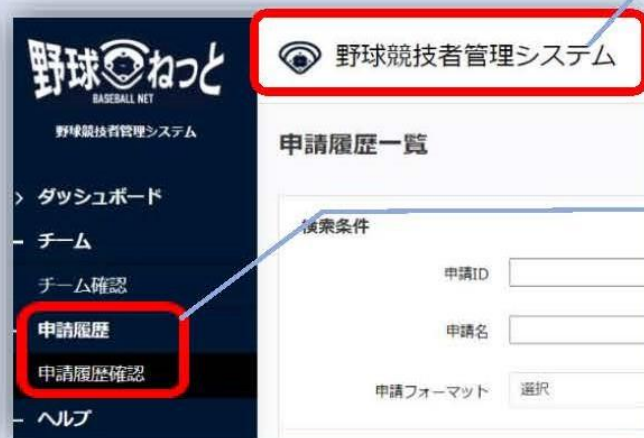 野球ねっと
BASEBALL NET
野球競技者管理システム
> ダッシュボード
- チーム
チーム確認
- 申請履歴
申請履歴確認
- ヘルプ
野球競技者管理システム
申請履歴一覧
検索条件
申請ID
申請名
申請フォーマット 選択